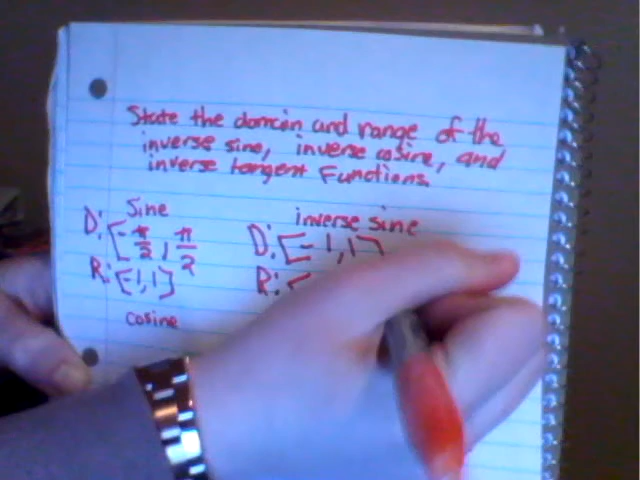 State the domain and range of the
inverse sine, inverse cosine, and
inverse tangent Functions.
Sine
D: [-π/2, π/2
R: [-1,1]
inverse sine
D: [-1,1]
R: [
cosine